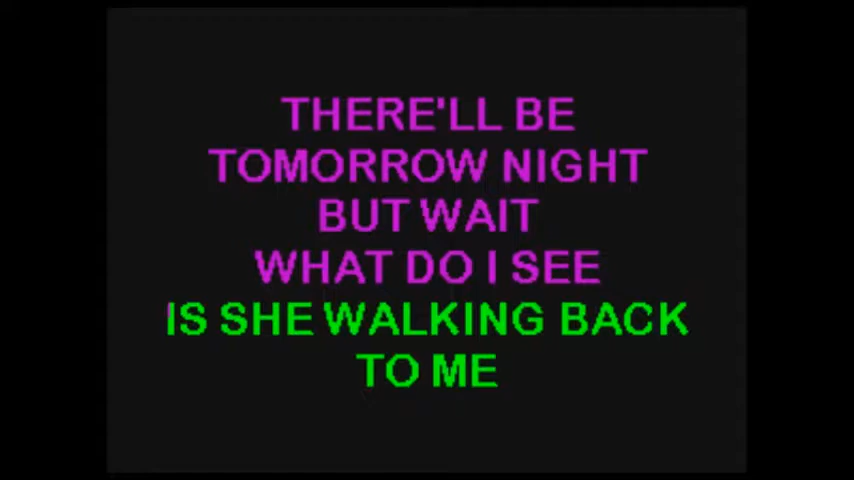 THERE'LL BE
TOMORROW NIGHT
BUT WAIT
WHAT DO I SEE
IS SHE WALKING BACK
TO ME